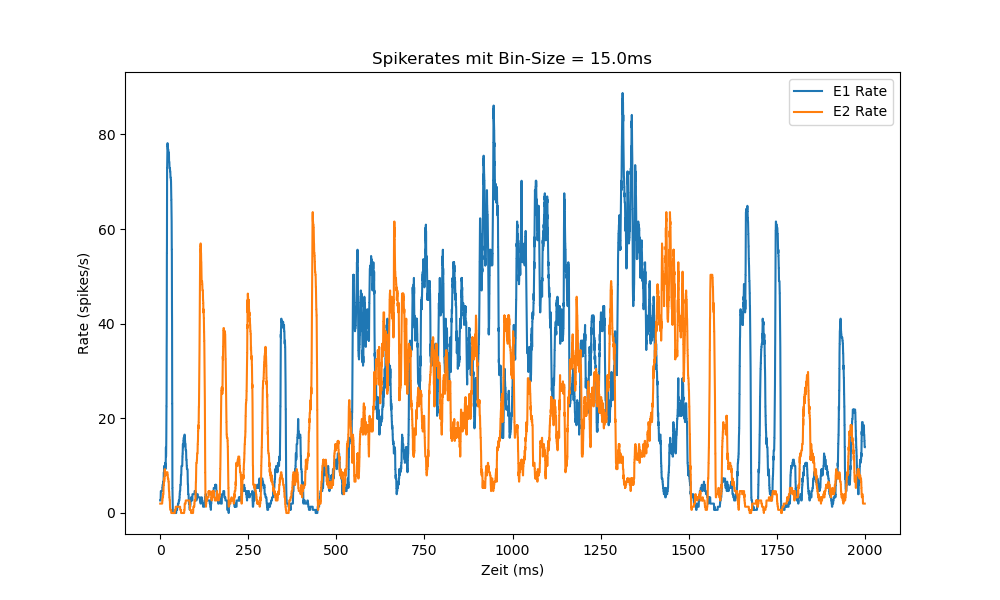 Spikerates mit Bin-Size = 15.0ms
E1 Rate
E2 Rate
80
60
40
20
0
Rate (spikes/s)
0 250 500 750 1000 1250 1500 1750 2000
Zeit (ms)